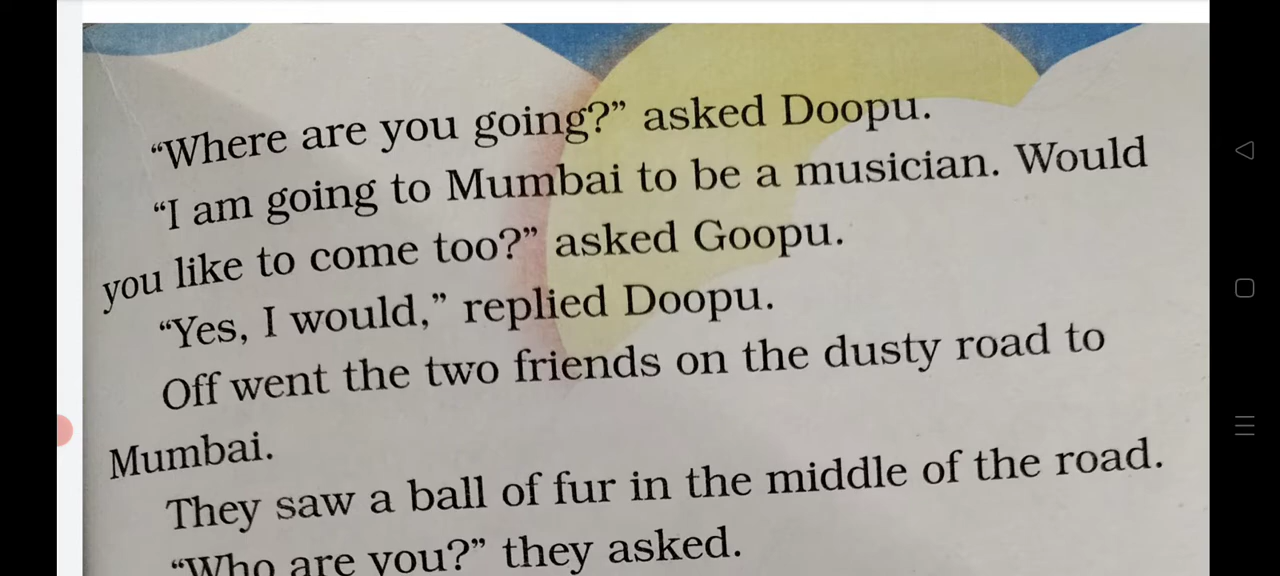 “Where are you going?” asked Doopu.
“I am going to Mumbai to be a musician. Would
you like to come too?” asked Goopu.
“Yes, I would,” replied Doopu.
Off went the two friends on the dusty road to
Mumbai.
They saw a ball of fur in the middle of the road.
“Who are you?” they asked.